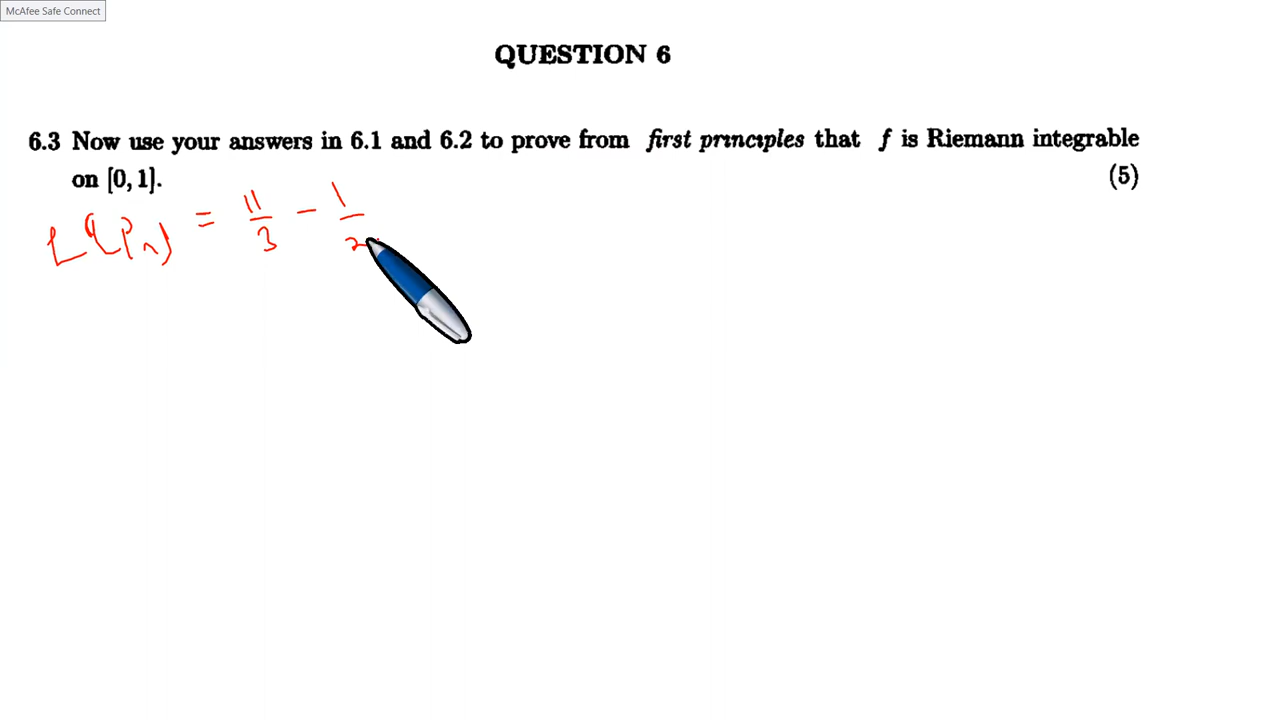 McAfee Safe Connect
QUESTION 6
6.3 Now use your answers in 6.1 and 6.2 to prove from first principles that f is Riemann integrable
on [0, 1]. (5)
L(P_n) = 11/3 - 1/2